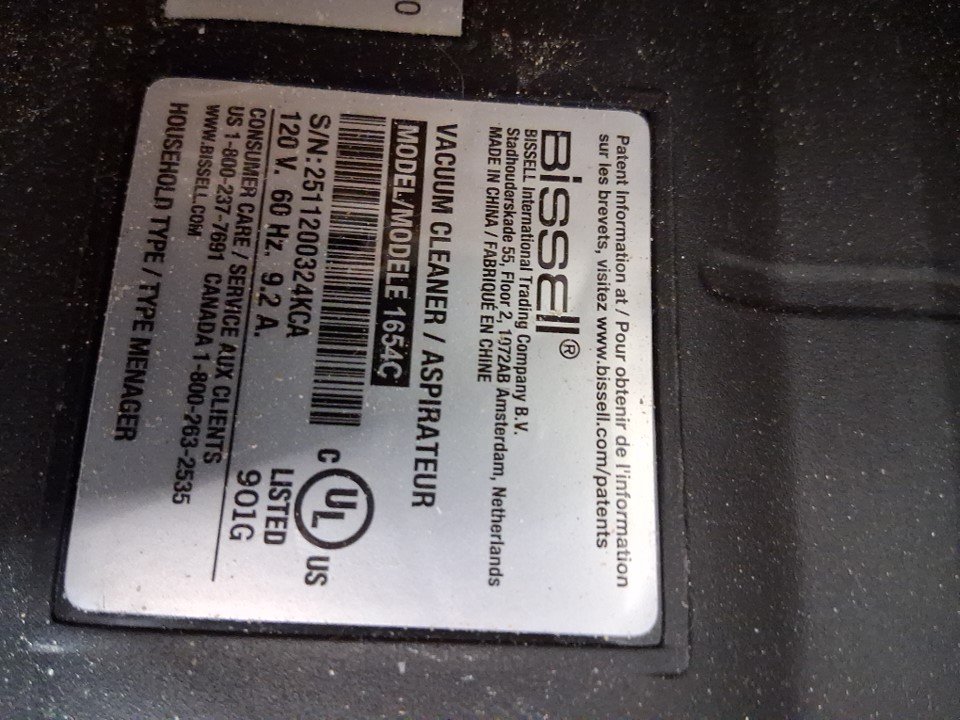 0
Patent Information at / Pour obtenir de l'information
sur les brevets, visitez www.bissell.com/patents
BISSELL®
BISSELL International Trading Company B.V.
Stadhouderskade 55, Floor 2, 1072AB Amsterdam, Netherlands
MADE IN CHINA / FABRIQUÉ EN CHINE
VACUUM CLEANER / ASPIRATEUR
MODEL/MODELE 1654C
S/N:2511200324KCA
120 V. 60 Hz. 9.2 A.
C UL US
LISTED
901G
CONSUMER CARE / SERVICE AUX CLIENTS
US 1-800-237-7691 CANADA 1-800-263-2535
WWW.BISSELL.COM
HOUSEHOLD TYPE / TYPE MENAGER